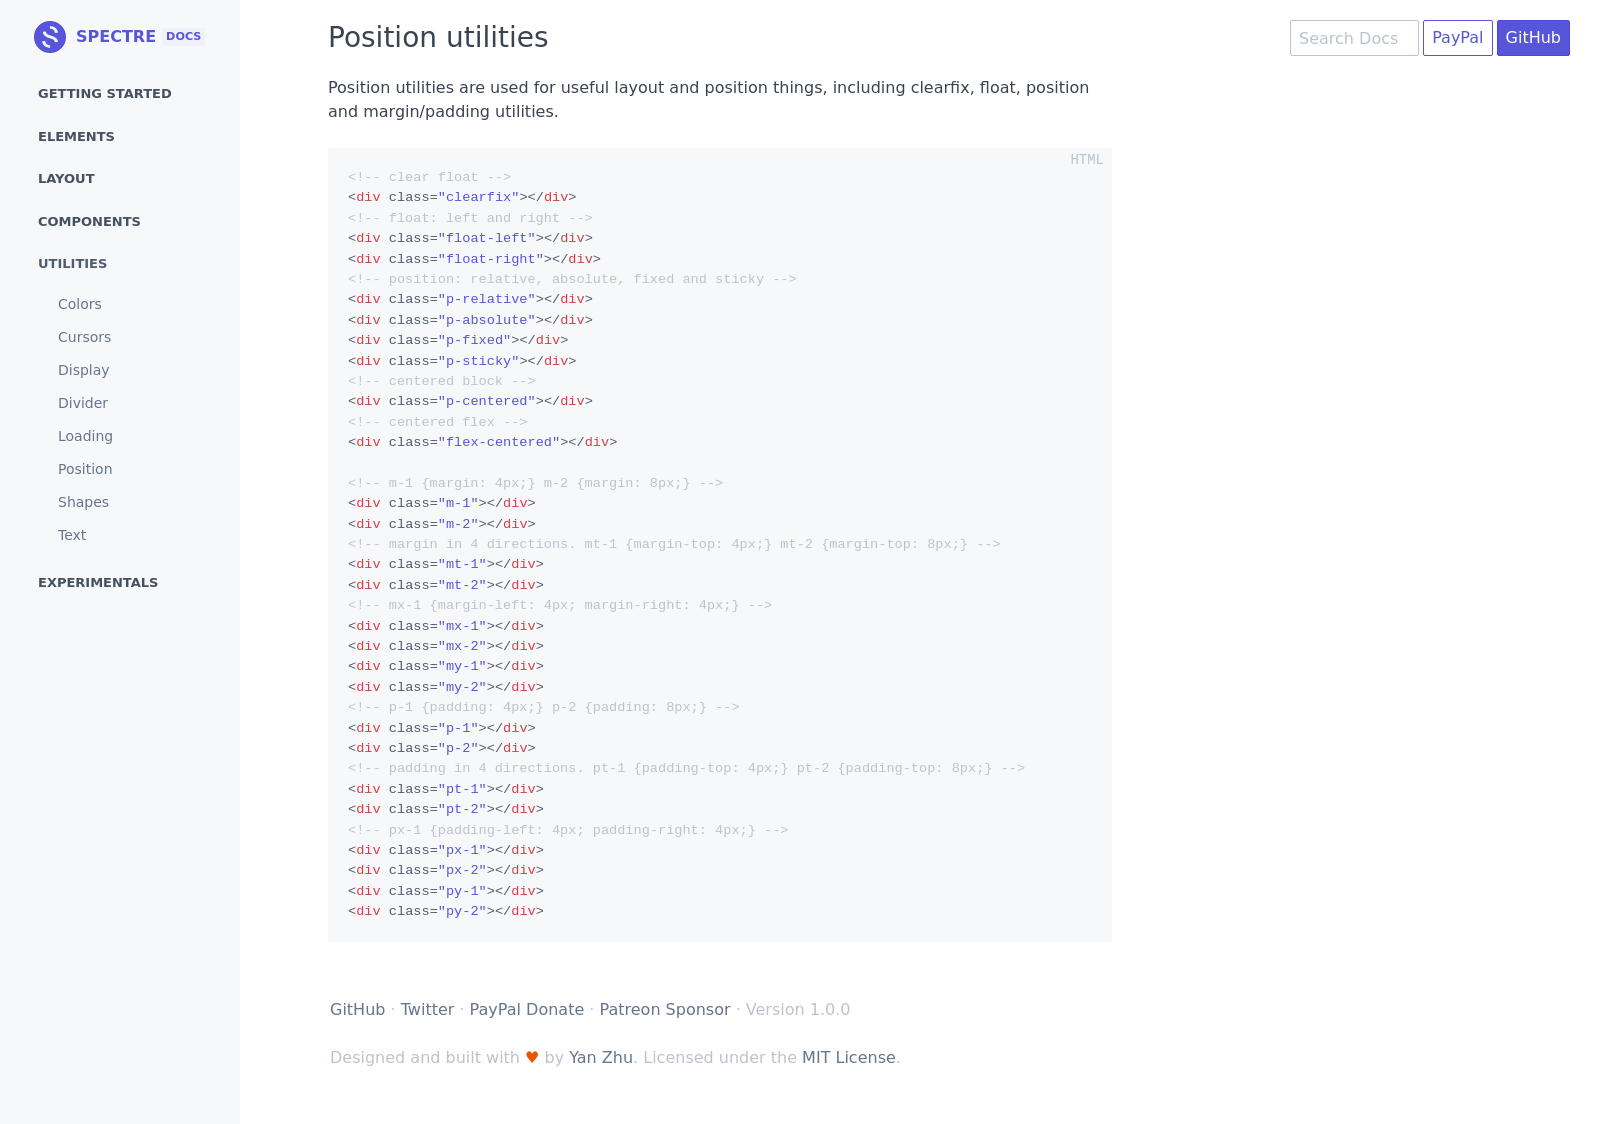 SPECTRE DOCS
GETTING STARTED
ELEMENTS
LAYOUT
COMPONENTS
UTILITIES
Colors
Cursors
Display
Divider
Loading
Position
Shapes
Text
EXPERIMENTALS
Position utilities
Search Docs
PayPal
GitHub
Position utilities are used for useful layout and position things, including clearfix, float, position
and margin/padding utilities.
HTML
<!-- clear float -->
<div class="clearfix"></div>
<!-- float: left and right -->
<div class="float-left"></div>
<div class="float-right"></div>
<!-- position: relative, absolute, fixed and sticky -->
<div class="p-relative"></div>
<div class="p-absolute"></div>
<div class="p-fixed"></div>
<div class="p-sticky"></div>
<!-- centered block -->
<div class="p-centered"></div>
<!-- centered flex -->
<div class="flex-centered"></div>
<!-- m-1 {margin: 4px;} m-2 {margin: 8px;} -->
<div class="m-1"></div>
<div class="m-2"></div>
<!-- margin in 4 directions. mt-1 {margin-top: 4px;} mt-2 {margin-top: 8px;} -->
<div class="mt-1"></div>
<div class="mt-2"></div>
<!-- mx-1 {margin-left: 4px; margin-right: 4px;} -->
<div class="mx-1"></div>
<div class="mx-2"></div>
<div class="my-1"></div>
<div class="my-2"></div>
<!-- p-1 {padding: 4px;} p-2 {padding: 8px;} -->
<div class="p-1"></div>
<div class="p-2"></div>
<!-- padding in 4 directions. pt-1 {padding-top: 4px;} pt-2 {padding-top: 8px;} -->
<div class="pt-1"></div>
<div class="pt-2"></div>
<!-- px-1 {padding-left: 4px; padding-right: 4px;} -->
<div class="px-1"></div>
<div class="px-2"></div>
<div class="py-1"></div>
<div class="py-2"></div>
GitHub · Twitter · PayPal Donate · Patreon Sponsor · Version 1.0.0
Designed and built with ♥ by Yan Zhu. Licensed under the MIT License.